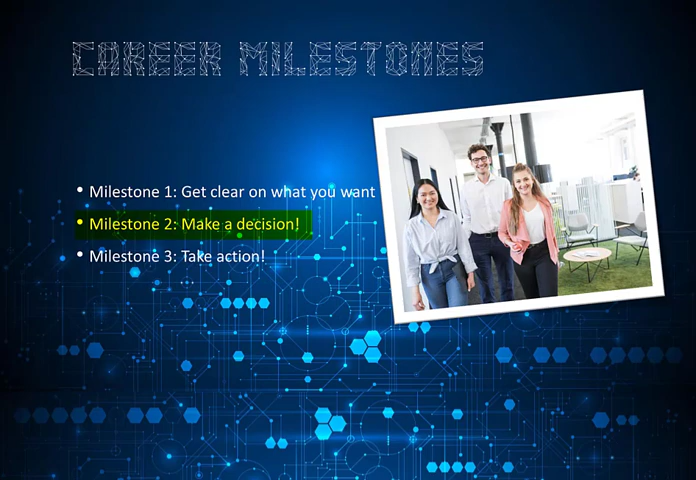 CAREER MILESTONES
• Milestone 1: Get clear on what you want
• Milestone 2: Make a decision!
• Milestone 3: Take action!